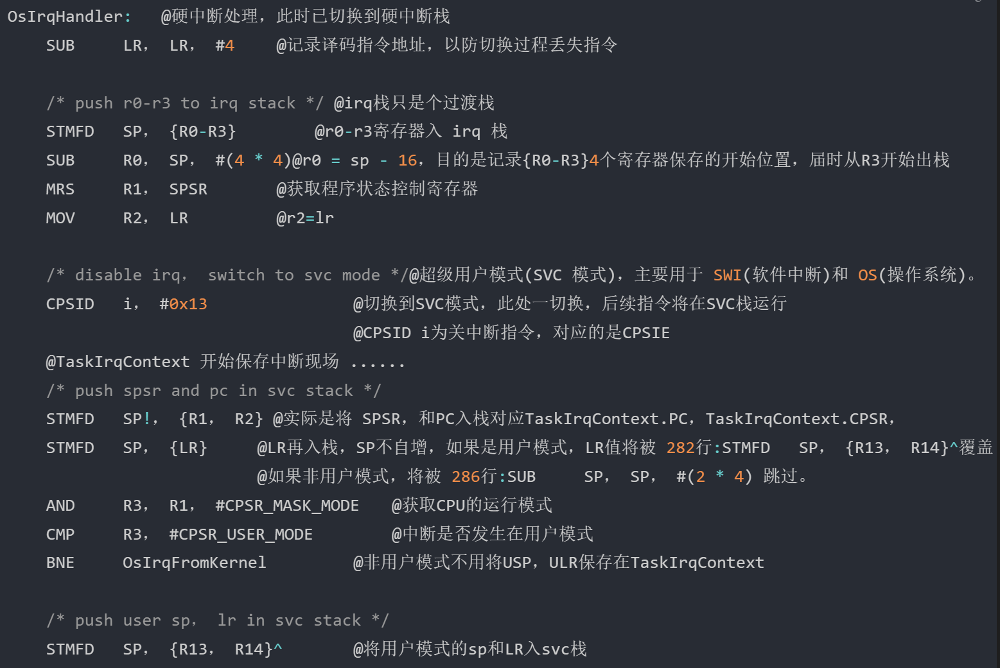 OsIrqHandler:   @硬中断处理，此时已切换到硬中断栈
    SUB     LR， LR， #4    @记录译码指令地址，以防切换过程丢失指令
    /* push r0-r3 to irq stack */ @irq栈只是个过渡栈
    STMFD   SP， {R0-R3}        @r0-r3寄存器入 irq 栈
    SUB     R0， SP， #(4 * 4)@r0 = sp - 16，目的是记录{R0-R3}4个寄存器保存的开始位置，届时从R3开始出栈
    MRS     R1， SPSR       @获取程序状态控制寄存器
    MOV     R2， LR         @r2=lr
    /* disable irq， switch to svc mode */@超级用户模式(SVC 模式)，主要用于 SWI(软件中断)和 OS(操作系统)。
    CPSID   i， #0x13               @切换到SVC模式，此处一切换，后续指令将在SVC栈运行
                                    @CPSID i为关中断指令，对应的是CPSIE
    @TaskIrqContext 开始保存中断现场 ......
    /* push spsr and pc in svc stack */
    STMFD   SP!， {R1， R2} @实际是将 SPSR，和PC入栈对应TaskIrqContext.PC，TaskIrqContext.CPSR，
    STMFD   SP， {LR}     @LR再入栈，SP不自增，如果是用户模式，LR值将被 282行:STMFD   SP， {R13， R14}^覆盖
                          @如果非用户模式，将被 286行:SUB     SP， SP， #(2 * 4) 跳过。
    AND     R3， R1， #CPSR_MASK_MODE   @获取CPU的运行模式
    CMP     R3， #CPSR_USER_MODE        @中断是否发生在用户模式
    BNE     OsIrqFromKernel         @非用户模式不用将USP，ULR保存在TaskIrqContext
    /* push user sp， lr in svc stack */
    STMFD   SP， {R13， R14}^       @将用户模式的sp和LR入svc栈